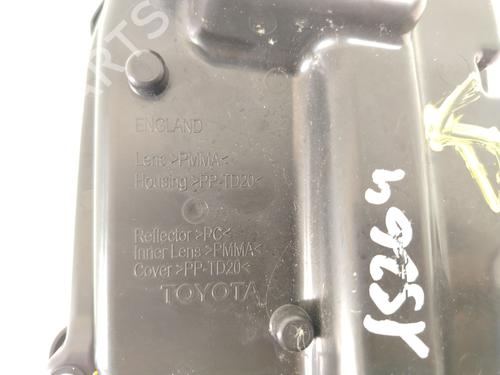 ENGLAND
Lens >PMMA<
Housing >PP-TD20<
Reflector >PC<
Inner Lens >PMMA<
Cover >PP-TD20<
TOYOTA